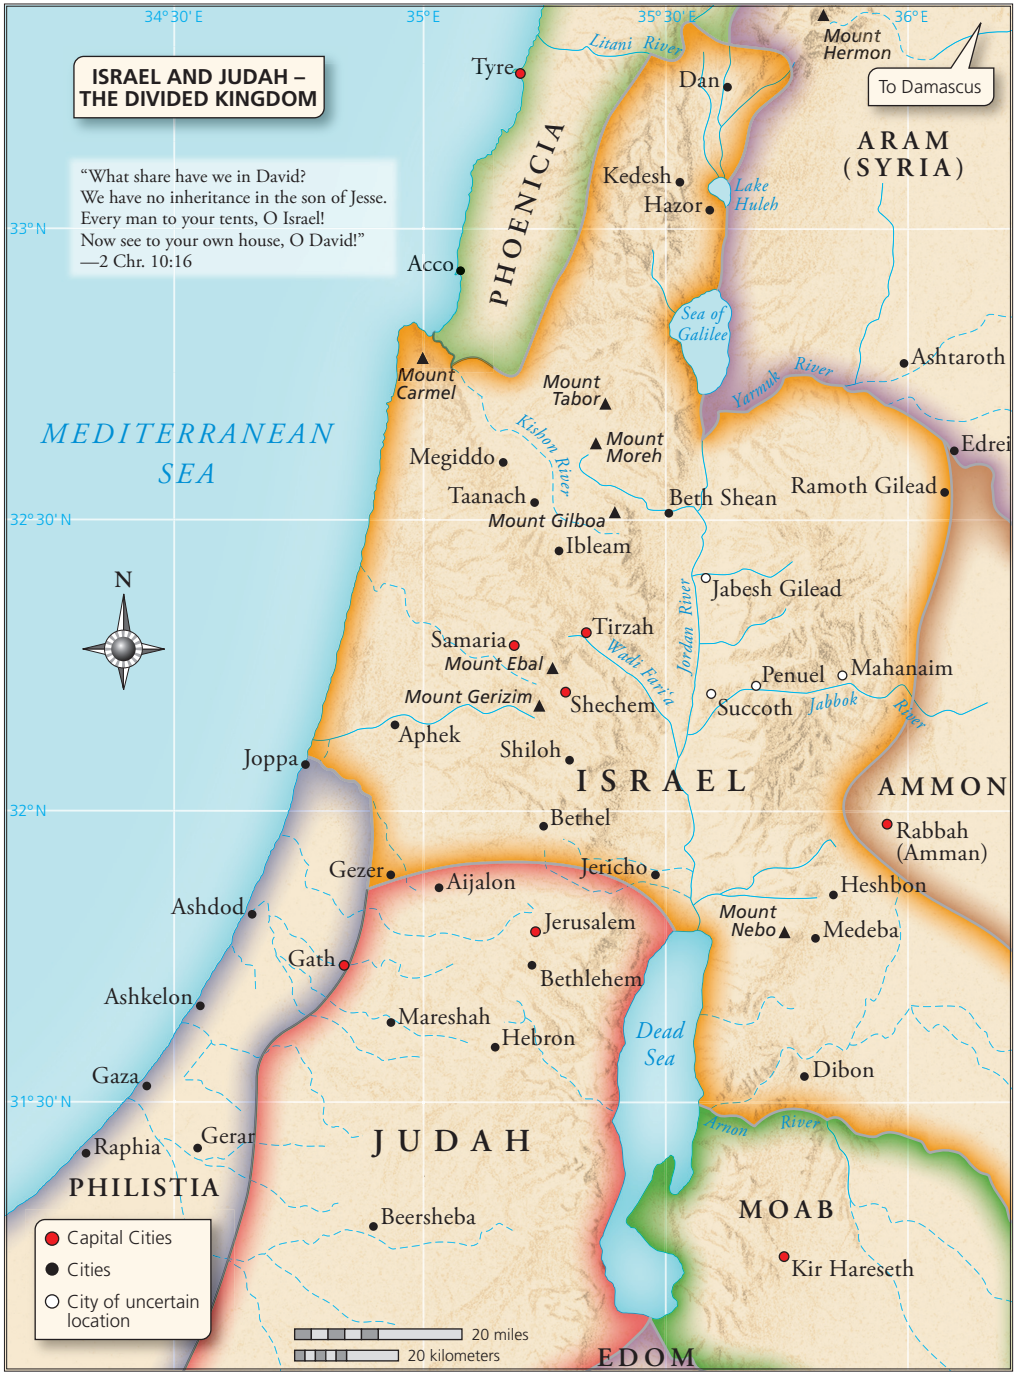 34°30' E
35°E
35°30' E
36°E
Mount
Hermon
Litani River
ISRAEL AND JUDAH –
THE DIVIDED KINGDOM
Tyre
Dan
To Damascus
ARAM
(SYRIA)
PHOENICIA
“What share have we in David?
We have no inheritance in the son of Jesse.
Every man to your tents, O Israel!
Now see to your own house, O David!”
—2 Chr. 10:16
Kedesh
Lake
Huleh
Hazor
33°N
Acco
Sea of
Galilee
Ashtaroth
Mount
Carmel
Mount
Tabor
Yarmuk River
MEDITERRANEAN
SEA
Kishon River
Mount
Moreh
Edrei
Megiddo
Taanach
Beth Shean
Ramoth Gilead
Mount Gilboa
32°30' N
Ibleam
N
Jabesh Gilead
Jordan River
Samaria
Tirzah
Wadi Fari'a
Mount Ebal
Penuel
Mahanaim
Mount Gerizim
Shechem
Succoth
Jabbok River
Aphek
Joppa
Shiloh
ISRAEL
AMMON
32°N
Bethel
Rabbah
(Amman)
Gezer
Aijalon
Jericho
Heshbon
Ashdod
Jerusalem
Mount
Nebo
Medeba
Gath
Bethlehem
Ashkelon
Mareshah
Hebron
Dead
Sea
Gaza
Dibon
31°30' N
Arnon River
Raphia
Gerar
JUDAH
PHILISTIA
MOAB
Beersheba
Capital Cities
Cities
City of uncertain
location
Kir Hareseth
20 miles
20 kilometers
EDOM